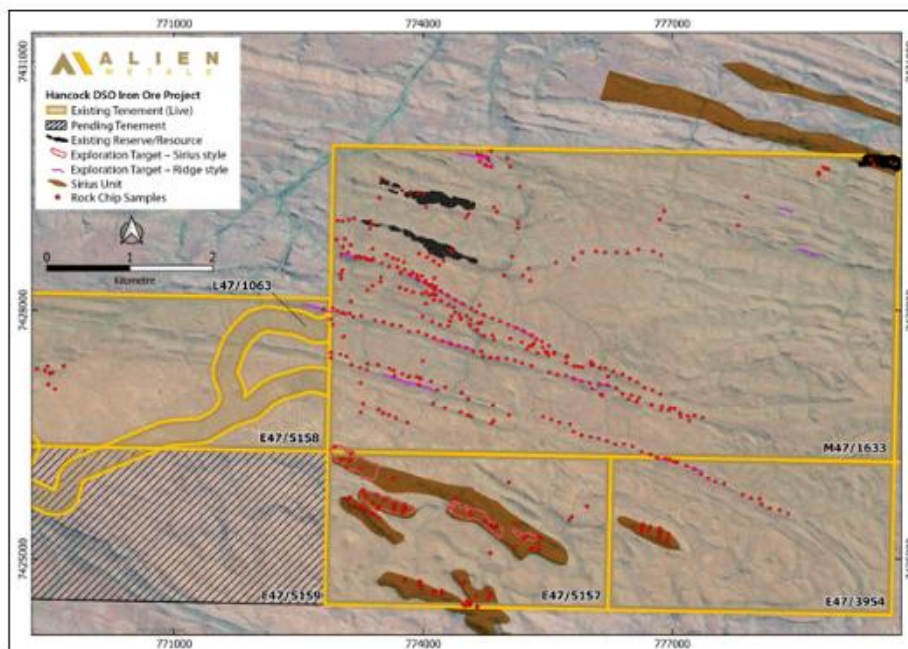 771000
774000
777000
7431000
ALIEN
METALS
Hancock DSO Iron Ore Project
Existing Tenement (Live)
Pending Tenement
Existing Reserve/Resource
Exploration Target – Sirius style
Exploration Target – Ridge style
Sirius Unit
Rock Chip Samples
0 1 2
Kilometre
L47/1063
7428000
E47/5158
M47/1633
7425000
E47/5159
E47/5157
E47/3954
771000
774000
777000